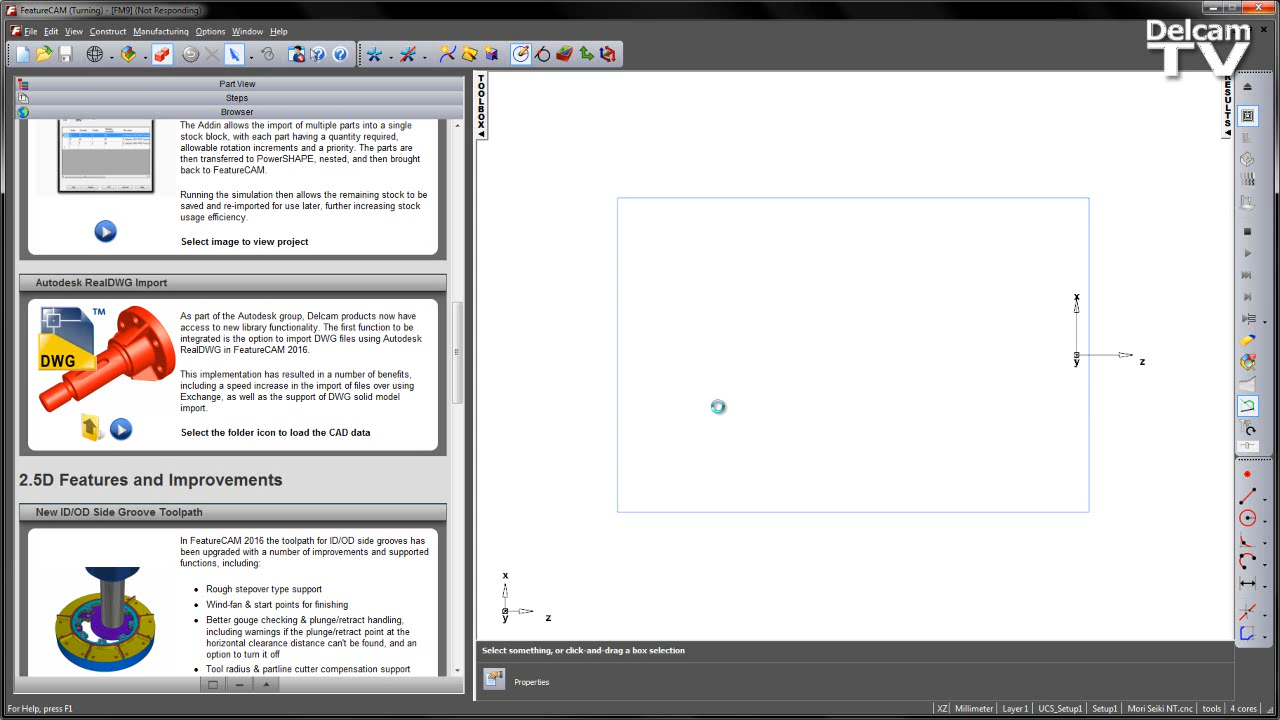 FeatureCAM (Turning) - [FM9] (Not Responding)
File Edit View Construct Manufacturing Options Window Help
Delcam
TV
Part View
Steps
Browser
The Addin allows the import of multiple parts into a single
stock block, with each part having a quantity required,
allowable rotation increments and a priority. The parts are
then transferred to PowerSHAPE, nested, and then brought
back to FeatureCAM.
Running the simulation then allows the remaining stock to be
saved and re-imported for use later, further increasing stock
usage efficiency.
Select image to view project
Autodesk RealDWG Import
TM
DWG
As part of the Autodesk group, Delcam products now have
access to new library functionality. The first function to be
integrated is the option to import DWG files using Autodesk
RealDWG in FeatureCAM 2016.
This implementation has resulted in a number of benefits,
including a speed increase in the import of files over using
Exchange, as well as the support of DWG solid model
import.
Select the folder icon to load the CAD data
2.5D Features and Improvements
New ID/OD Side Groove Toolpath
In FeatureCAM 2016 the toolpath for ID/OD side grooves has
been upgraded with a number of improvements and supported
functions, including:
• Rough stepover type support
• Wind-fan & start points for finishing
• Better gouge checking & plunge/retract handling,
including warnings if the plunge/retract point at the
horizontal clearance distance can't be found, and an
option to turn it off
• Tool radius & partline cutter compensation support
TOOLBOX
RESULTS
x
y
z
x
y
z
Select something, or click-and-drag a box selection
Properties
For Help, press F1
XZ Millimeter Layer1 UCS_Setup1 Setup1 Mori Seiki NT.cnc tools 4 cores